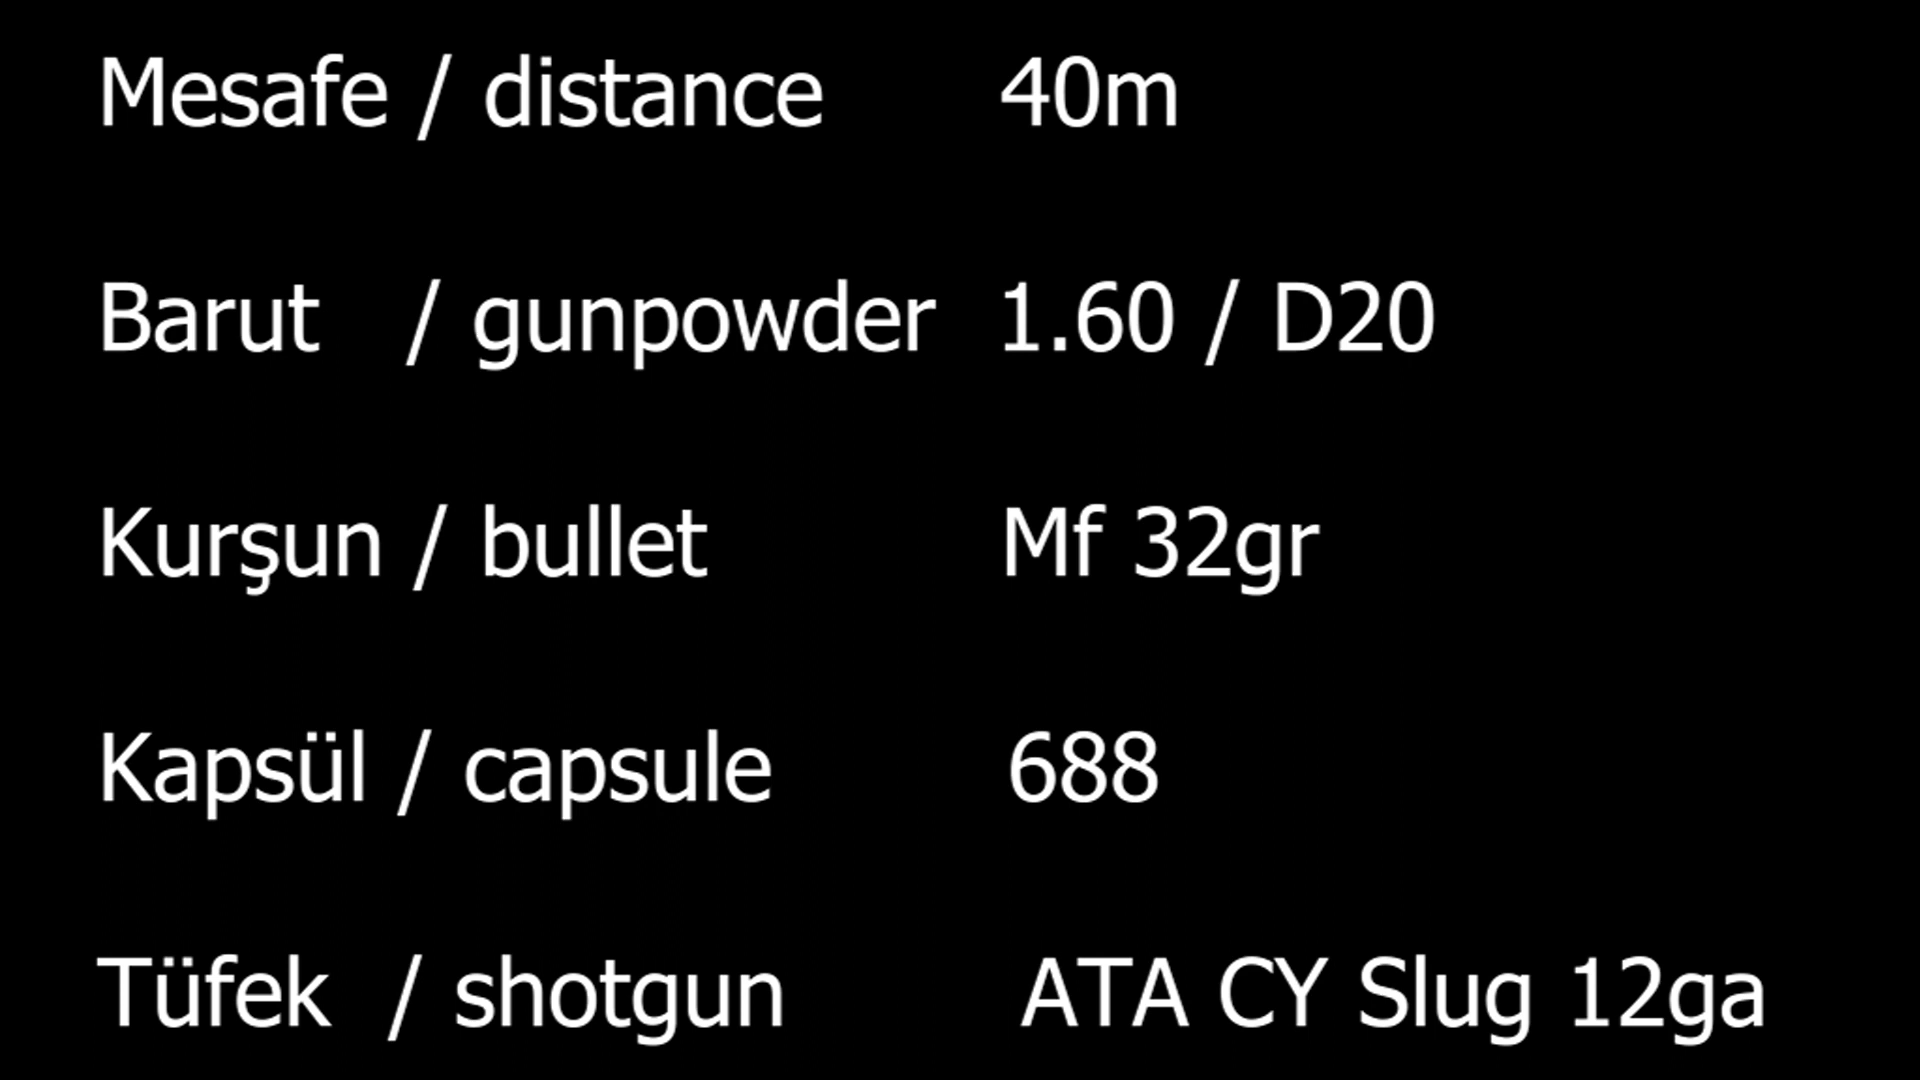 Mesafe / distance 40m
Barut / gunpowder 1.60 / D20
Kurşun / bullet Mf 32gr
Kapsül / capsule 688
Tüfek / shotgun ATA CY Slug 12ga